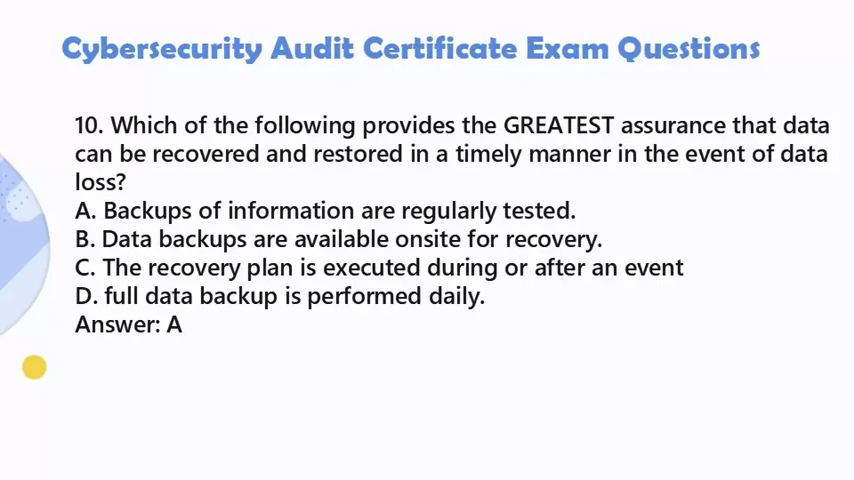 Cybersecurity Audit Certificate Exam Questions
10. Which of the following provides the GREATEST assurance that data
can be recovered and restored in a timely manner in the event of data
loss?
A. Backups of information are regularly tested.
B. Data backups are available onsite for recovery.
C. The recovery plan is executed during or after an event
D. full data backup is performed daily.
Answer: A